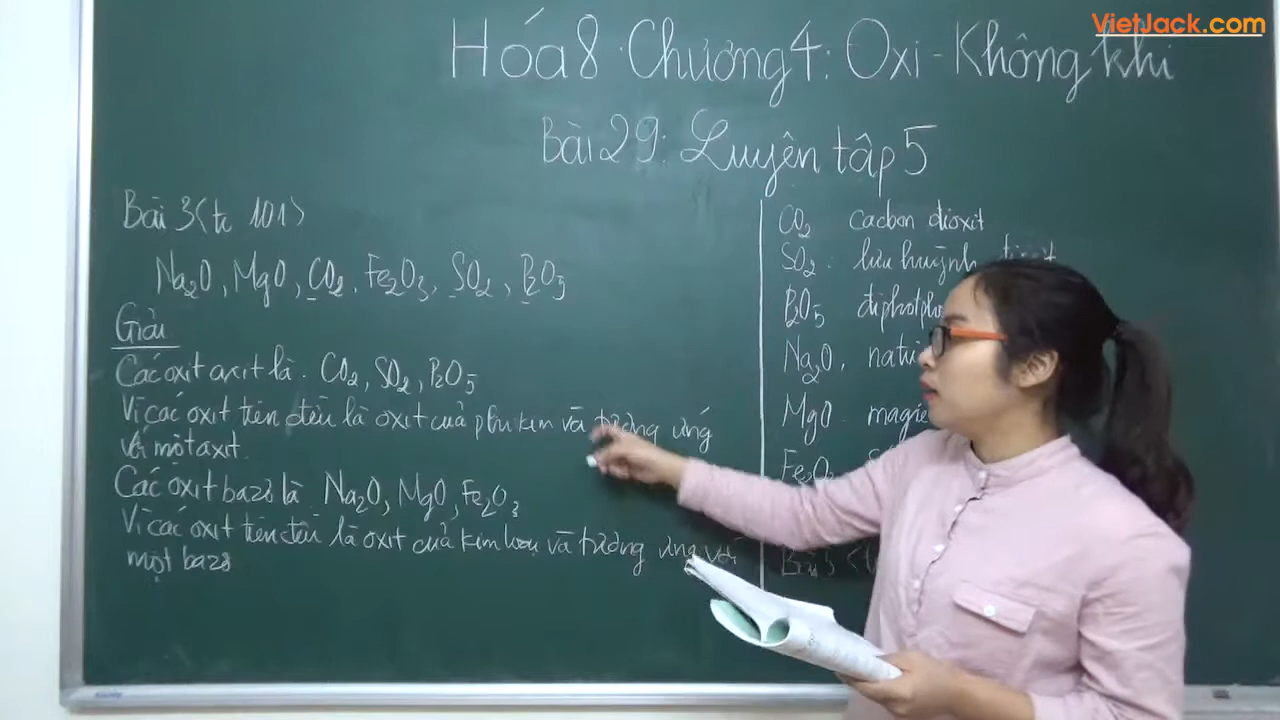 VietJack.com
Hóa 8 Chương 4: Oxi - Không khí
Bài 29: Luyện tập 5
Bài 3 (tr 101)
Na₂O, MgO, CO₂, Fe₂O₃, SO₂, P₂O₅
Giải
Các oxit axit là: CO₂, SO₂, P₂O₅
Vì các oxit trên đều là oxit của phi kim và tương ứng
với một axit.
Các oxit bazơ là Na₂O, MgO, Fe₂O₃
Vì các oxit trên đều là oxit của kim loại và tương ứng với
một bazơ
CO₂ cacbon đioxit
SO₂: lưu huỳnh
P₂O₅
Na₂O,
MgO
Fe₂O₃
Bài 5